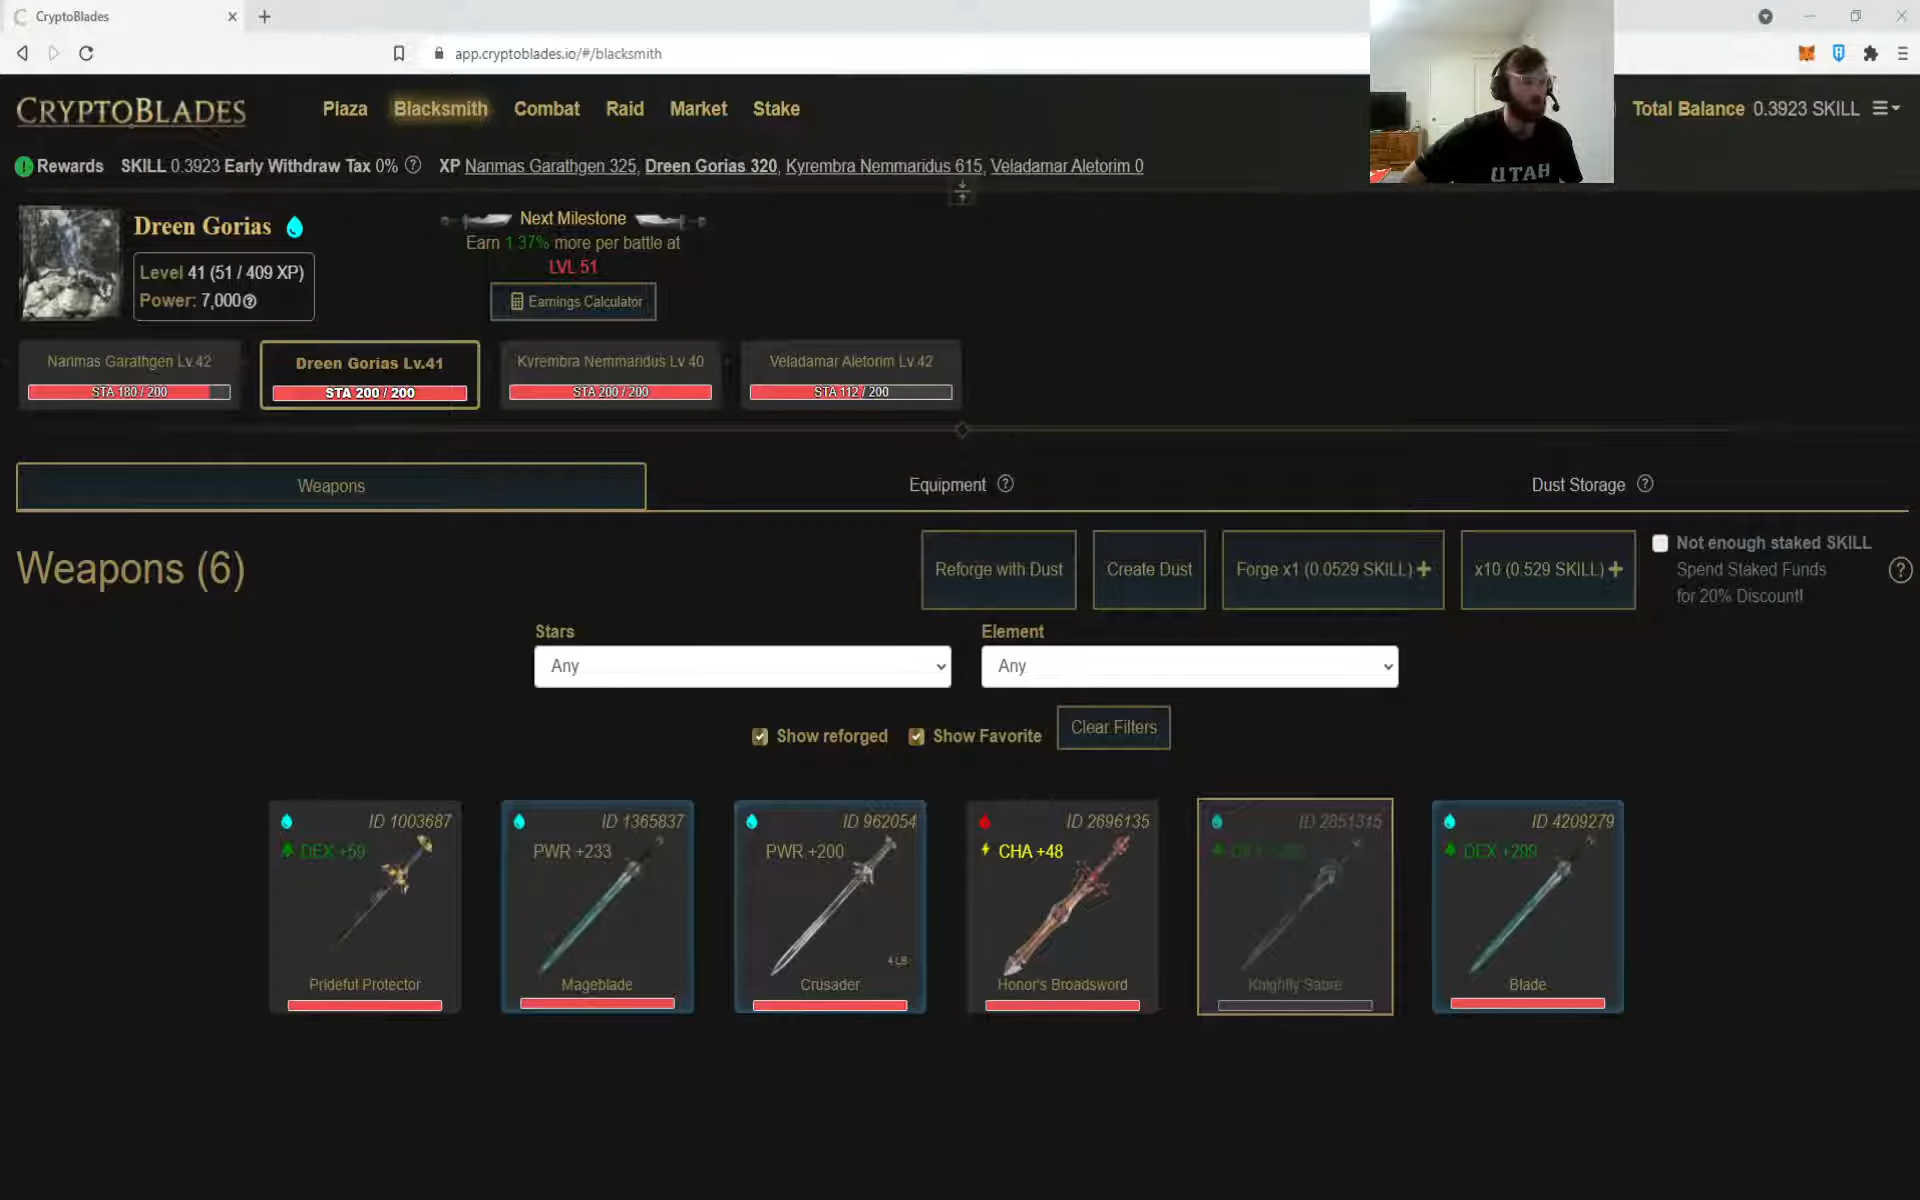 CryptoBlades
app.cryptoblades.io/#/blacksmith
CRYPTOBLADES
Plaza
Blacksmith
Combat
Raid
Market
Stake
UTAH
Total Balance 0.3923 SKILL
Rewards SKILL 0.3923 Early Withdraw Tax 0% XP Nanmas Garathgen 325, Dreen Gorias 320, Kyrembra Nemmaridus 615, Veladamar Aletorim 0
Dreen Gorias
Level 41 (51 / 409 XP)
Power: 7,000
Next Milestone
Earn 1.37% more per battle at
LVL 51
Earnings Calculator
Nanmas Garathgen Lv.42
STA 180 / 200
Dreen Gorias Lv.41
STA 200 / 200
Kyrembra Nemmaridus Lv.40
STA 200 / 200
Veladamar Aletorim Lv.42
STA 112 / 200
Weapons
Equipment
Dust Storage
Weapons (6)
Reforge with Dust
Create Dust
Forge x1 (0.0529 SKILL) +
x10 (0.529 SKILL) +
Not enough staked SKILL
Spend Staked Funds
for 20% Discount!
Stars
Any
Element
Any
Show reforged
Show Favorite
Clear Filters
ID 1003687
DEX +59
Prideful Protector
ID 1365837
PWR +233
Mageblade
ID 962054
PWR +200
4 LB
Crusader
ID 2696135
CHA +48
Honor's Broadsword
ID 2851315
Knightly Sabre
ID 4209279
DEX +299
Blade